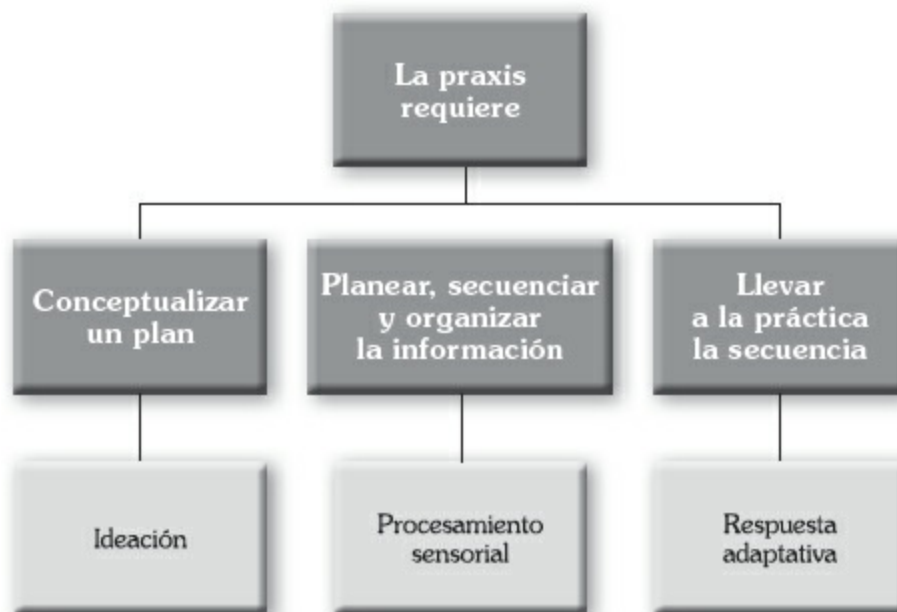 La praxis
requiere
Conceptualizar
un plan
Planear, secuenciar
y organizar
la información
Llevar
a la práctica
la secuencia
Ideación
Procesamiento
sensorial
Respuesta
adaptativa